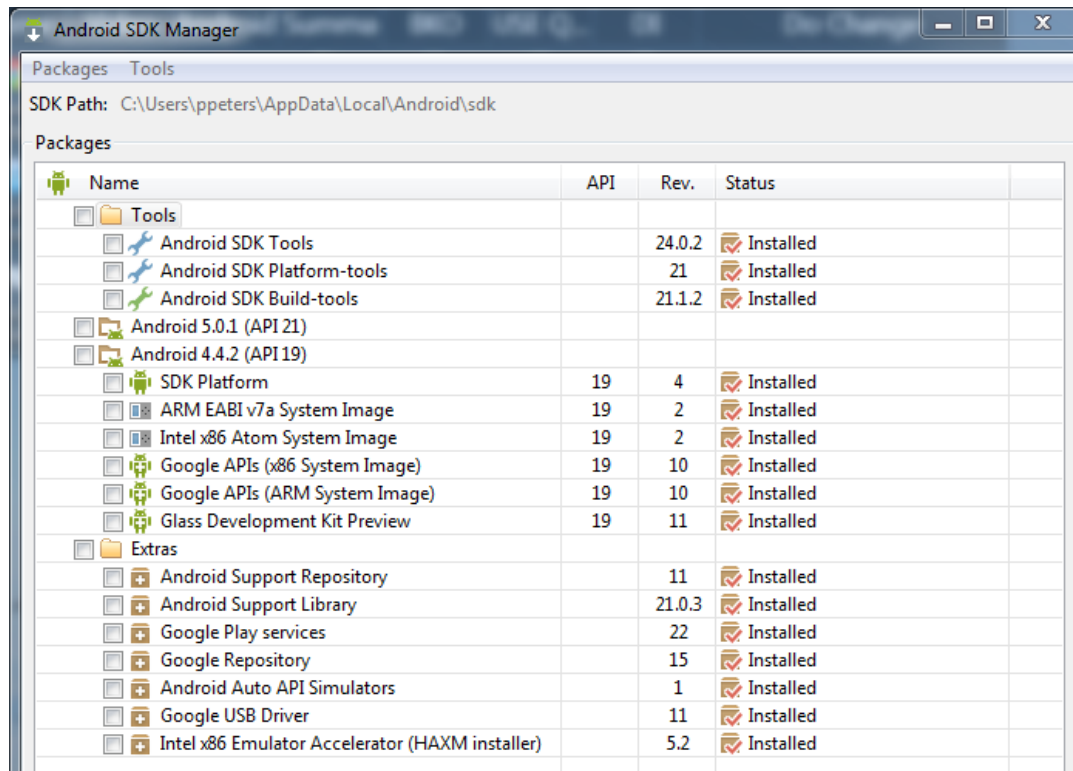 Android SDK Manager
Packages Tools
SDK Path: C:\Users\ppeters\AppData\Local\Android\sdk
Packages
Name API Rev. Status
Tools
Android SDK Tools 24.0.2 Installed
Android SDK Platform-tools 21 Installed
Android SDK Build-tools 21.1.2 Installed
Android 5.0.1 (API 21)
Android 4.4.2 (API 19)
SDK Platform 19 4 Installed
ARM EABI v7a System Image 19 2 Installed
Intel x86 Atom System Image 19 2 Installed
Google APIs (x86 System Image) 19 10 Installed
Google APIs (ARM System Image) 19 10 Installed
Glass Development Kit Preview 19 11 Installed
Extras
Android Support Repository 11 Installed
Android Support Library 21.0.3 Installed
Google Play services 22 Installed
Google Repository 15 Installed
Android Auto API Simulators 1 Installed
Google USB Driver 11 Installed
Intel x86 Emulator Accelerator (HAXM installer) 5.2 Installed